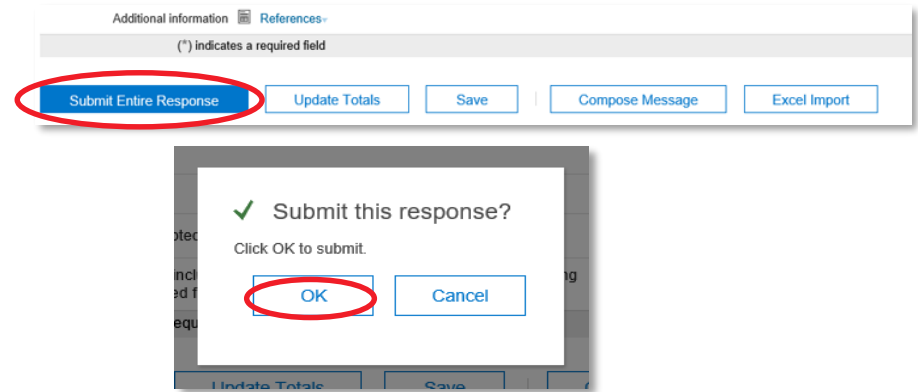 Additional information References
(*) indicates a required field
Submit Entire Response Update Totals Save Compose Message Excel Import
Submit this response?
Click OK to submit.
OK Cancel
Update Totals Save